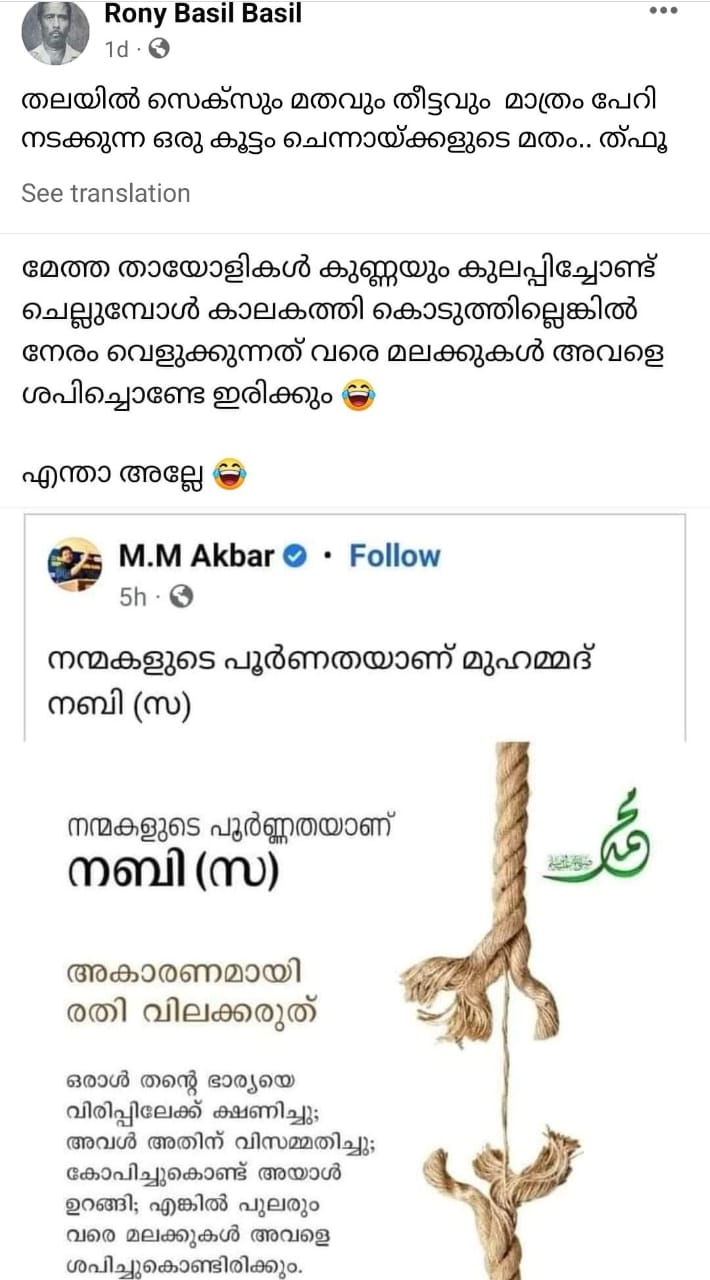 Rony Basil Basil
1d ·
തലയിൽ സെക്സും മതവും തീട്ടവും മാത്രം പേറി
നടക്കുന്ന ഒരു കൂട്ടം ചെന്നായ്ക്കളുടെ മതം.. ത്ഫൂ
See translation
മേത്ത തായോളികൾ കുണ്ണയും കുലപ്പിച്ചോണ്ട്
ചെല്ലുമ്പോൾ കാലകത്തി കൊടുത്തില്ലെങ്കിൽ
നേരം വെളുക്കുന്നത് വരെ മലക്കുകൾ അവളെ
ശപിച്ചൊണ്ടേ ഇരിക്കും 😂
എന്താ അല്ലേ 😂
M.M Akbar · Follow
5h ·
നന്മകളുടെ പൂർണതയാണ് മുഹമ്മദ്
നബി (സ)
നന്മകളുടെ പൂർണ്ണതയാണ്
നബി (സ)
محمد
അകാരണമായി
രതി വിലക്കരുത്
ഒരാൾ തന്റെ ഭാര്യയെ
വിരിപ്പിലേക്ക് ക്ഷണിച്ചു;
അവൾ അതിന് വിസമ്മതിച്ചു;
കോപിച്ചുകൊണ്ട് അയാൾ
ഉറങ്ങി; എങ്കിൽ പുലരും
വരെ മലക്കുകൾ അവളെ
ശപിച്ചുകൊണ്ടിരിക്കും.